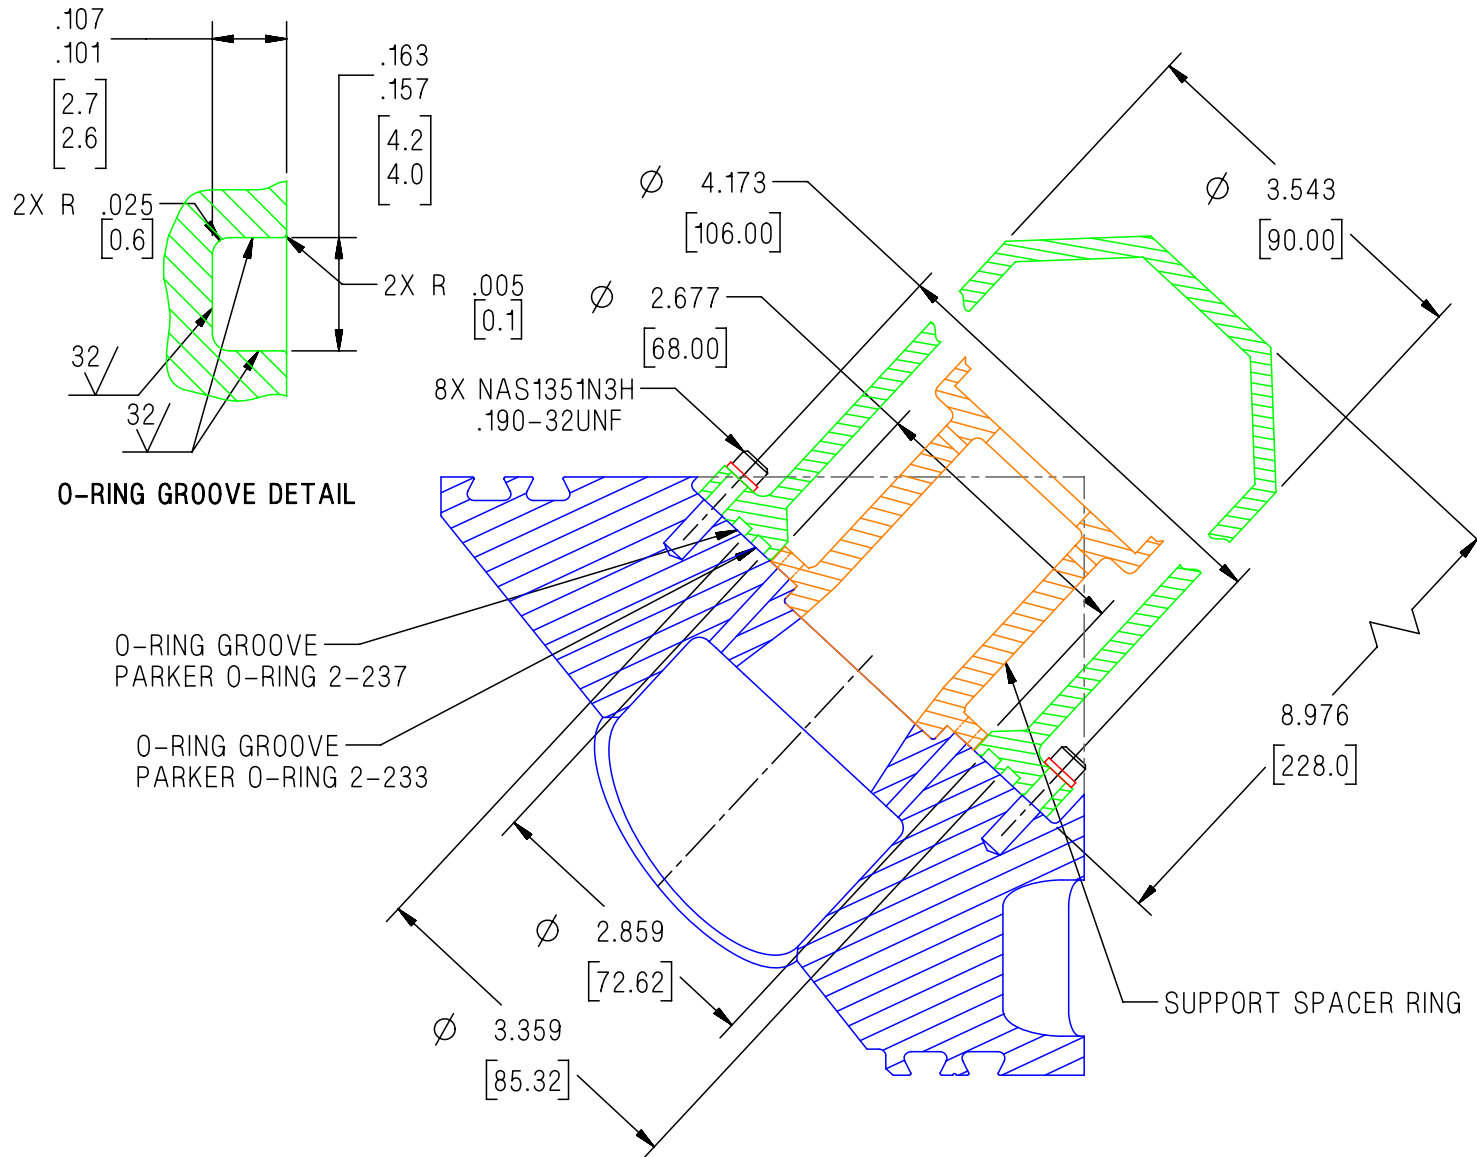 .107
.101
[2.7
2.6]
.163
.157
[4.2
4.0]
2X R .025
[0.6]
2X R .005
[0.1]
32
32
O-RING GROOVE DETAIL
Ø 4.173
[106.00]
Ø 3.543
[90.00]
Ø 2.677
[68.00]
8X NAS1351N3H
.190-32UNF
O-RING GROOVE
PARKER O-RING 2-237
O-RING GROOVE
PARKER O-RING 2-233
8.976
[228.0]
Ø 2.859
[72.62]
Ø 3.359
[85.32]
SUPPORT SPACER RING